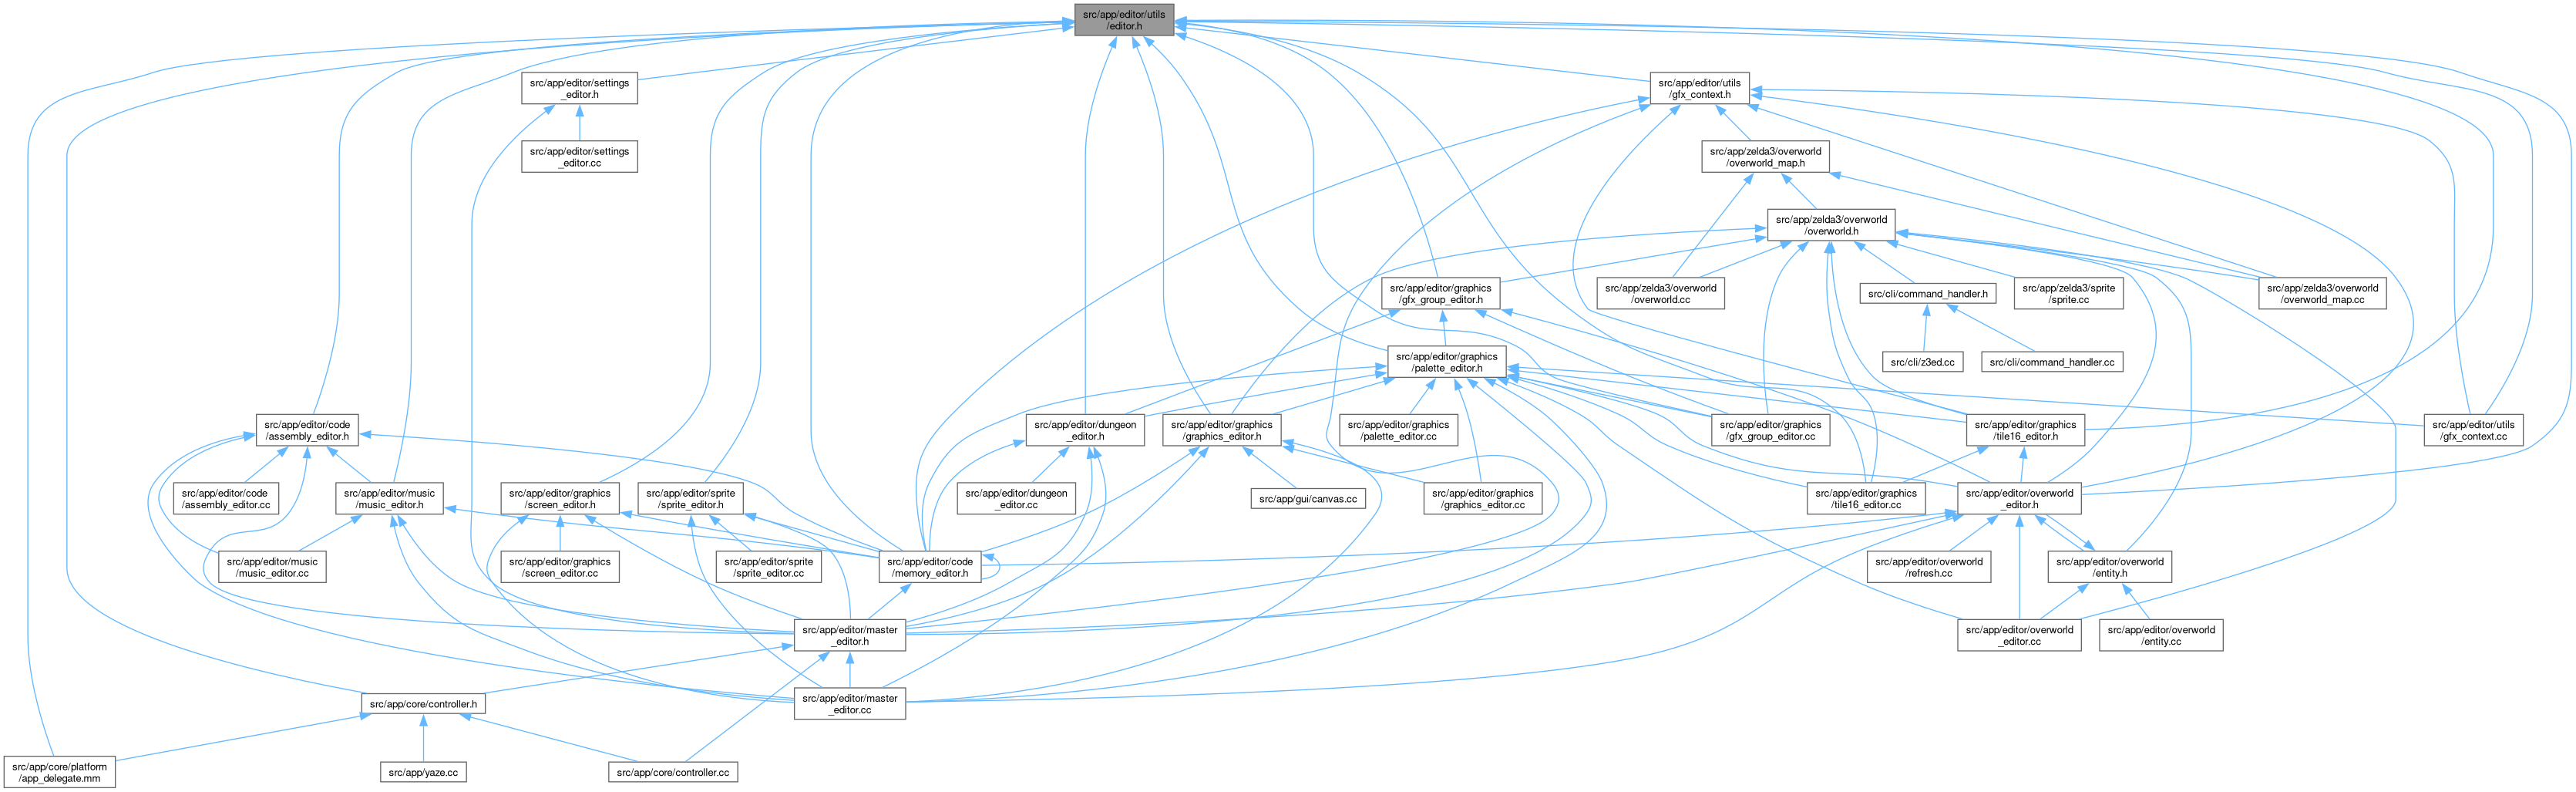 src/app/editor/utils
/editor.h
src/app/editor/settings
_editor.h
src/app/editor/utils
/gfx_context.h
src/app/editor/settings
_editor.cc
src/app/zelda3/overworld
/overworld_map.h
src/app/zelda3/overworld
/overworld.h
src/app/editor/graphics
/gfx_group_editor.h
src/app/zelda3/overworld
/overworld.cc
src/cli/command_handler.h
src/app/zelda3/sprite
/sprite.cc
src/app/zelda3/overworld
/overworld_map.cc
src/app/editor/graphics
/palette_editor.h
src/cli/z3ed.cc
src/cli/command_handler.cc
src/app/editor/code
/assembly_editor.h
src/app/editor/dungeon
_editor.h
src/app/editor/graphics
/graphics_editor.h
src/app/editor/graphics
/palette_editor.cc
src/app/editor/graphics
/gfx_group_editor.cc
src/app/editor/graphics
/tile16_editor.h
src/app/editor/utils
/gfx_context.cc
src/app/editor/code
/assembly_editor.cc
src/app/editor/music
/music_editor.h
src/app/editor/graphics
/screen_editor.h
src/app/editor/sprite
/sprite_editor.h
src/app/editor/dungeon
_editor.cc
src/app/gui/canvas.cc
src/app/editor/graphics
/graphics_editor.cc
src/app/editor/graphics
/tile16_editor.cc
src/app/editor/overworld
_editor.h
src/app/editor/music
/music_editor.cc
src/app/editor/graphics
/screen_editor.cc
src/app/editor/sprite
/sprite_editor.cc
src/app/editor/code
/memory_editor.h
src/app/editor/overworld
/refresh.cc
src/app/editor/overworld
/entity.h
src/app/editor/master
_editor.h
src/app/editor/overworld
_editor.cc
src/app/editor/overworld
/entity.cc
src/app/core/controller.h
src/app/editor/master
_editor.cc
src/app/core/platform
/app_delegate.mm
src/app/yaze.cc
src/app/core/controller.cc